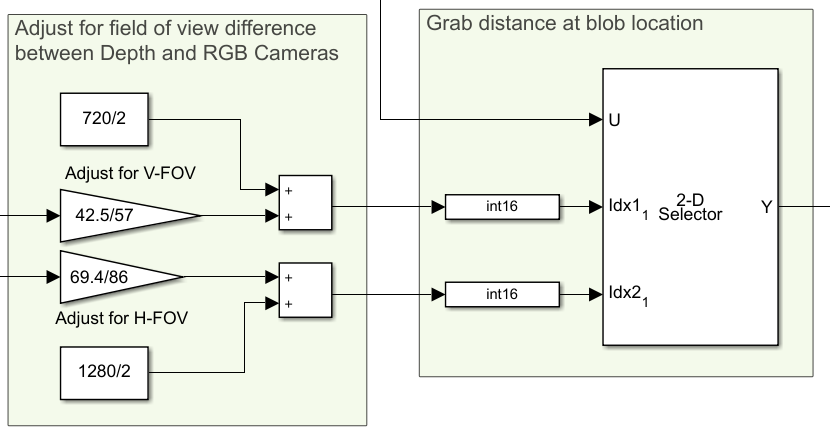 Adjust for field of view difference
between Depth and RGB Cameras
720/2
Adjust for V-FOV
42.5/57
+
+
69.4/86
+
+
Adjust for H-FOV
1280/2
Grab distance at blob location
U
int16
Idx1 1
2-D
Selector
Y
int16
Idx2 1